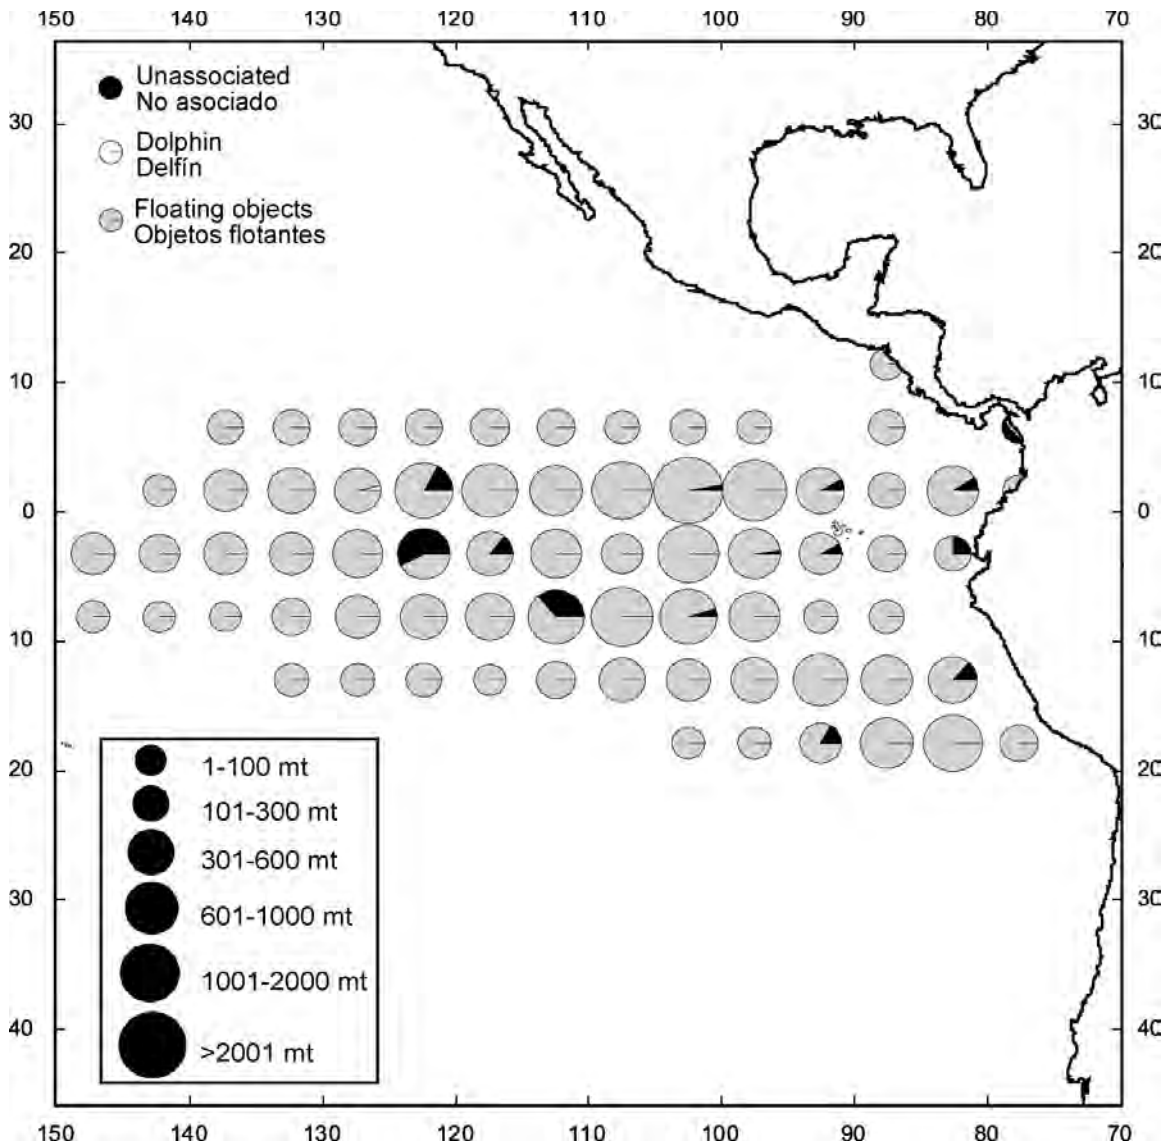 150 140 130 120 110 100 90 80 70
Unassociated
No asociado
Dolphin
Delfín
Floating objects
Objetos flotantes
30 30
20 20
10 10
0 0
10 10
20 20
30 30
40 40
1-100 mt
101-300 mt
301-600 mt
601-1000 mt
1001-2000 mt
>2001 mt
150 140 130 120 110 100 90 80 70